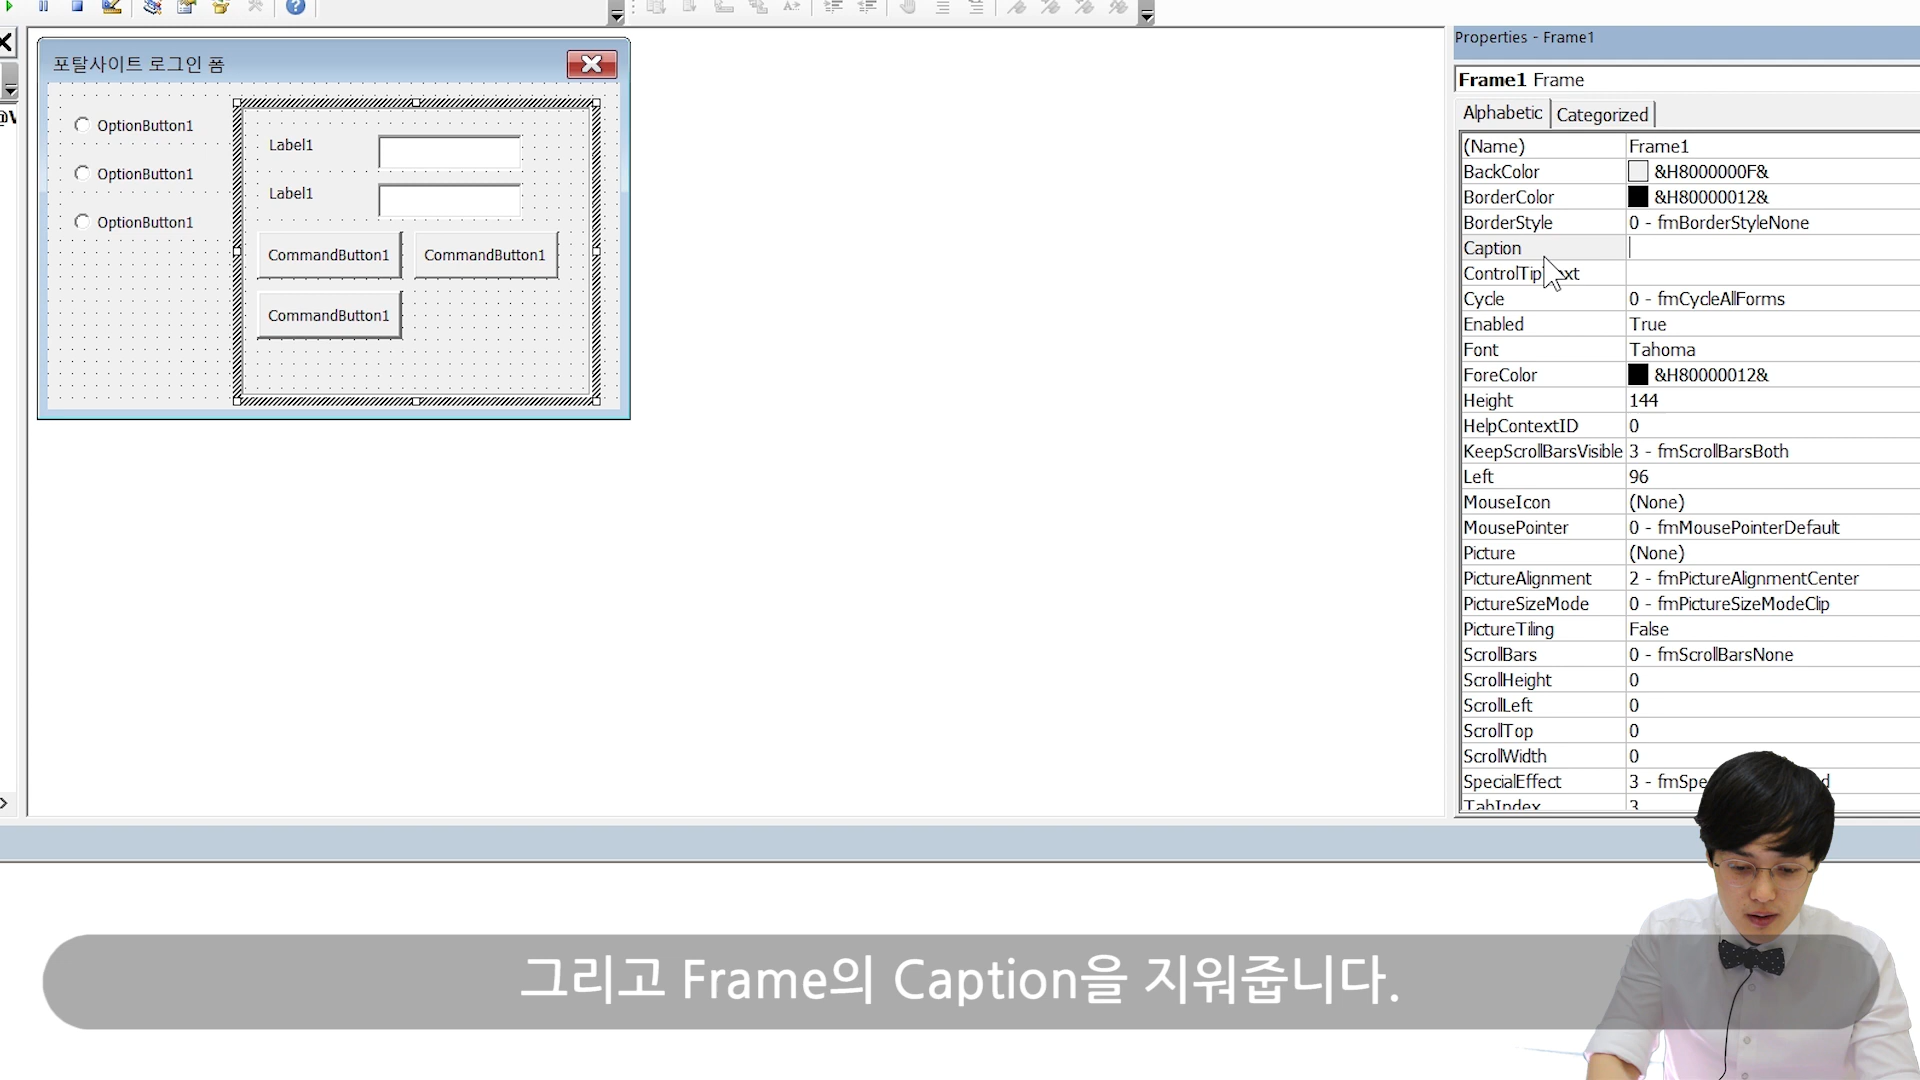 포탈사이트 로그인 폼
OptionButton1
OptionButton1
OptionButton1
Label1
Label1
CommandButton1
CommandButton1
CommandButton1
Properties - Frame1
Frame1 Frame
Alphabetic
Categorized
(Name) Frame1
BackColor &H8000000F&
BorderColor &H80000012&
BorderStyle 0 - fmBorderStyleNone
Caption
Cycle 0 - fmCycleAllForms
Enabled True
Font Tahoma
ForeColor &H80000012&
Height 144
HelpContextID 0
KeepScrollBarsVisible 3 - fmScrollBarsBoth
Left 96
MouseIcon (None)
MousePointer 0 - fmMousePointerDefault
Picture (None)
PictureAlignment 2 - fmPictureAlignmentCenter
PictureSizeMode 0 - fmPictureSizeModeClip
PictureTiling False
ScrollBars 0 - fmScrollBarsNone
ScrollHeight 0
ScrollLeft 0
ScrollTop 0
ScrollWidth 0
SpecialEffect 3 -
TabIndex 3
그리고 Frame의 Caption을 지워줍니다.